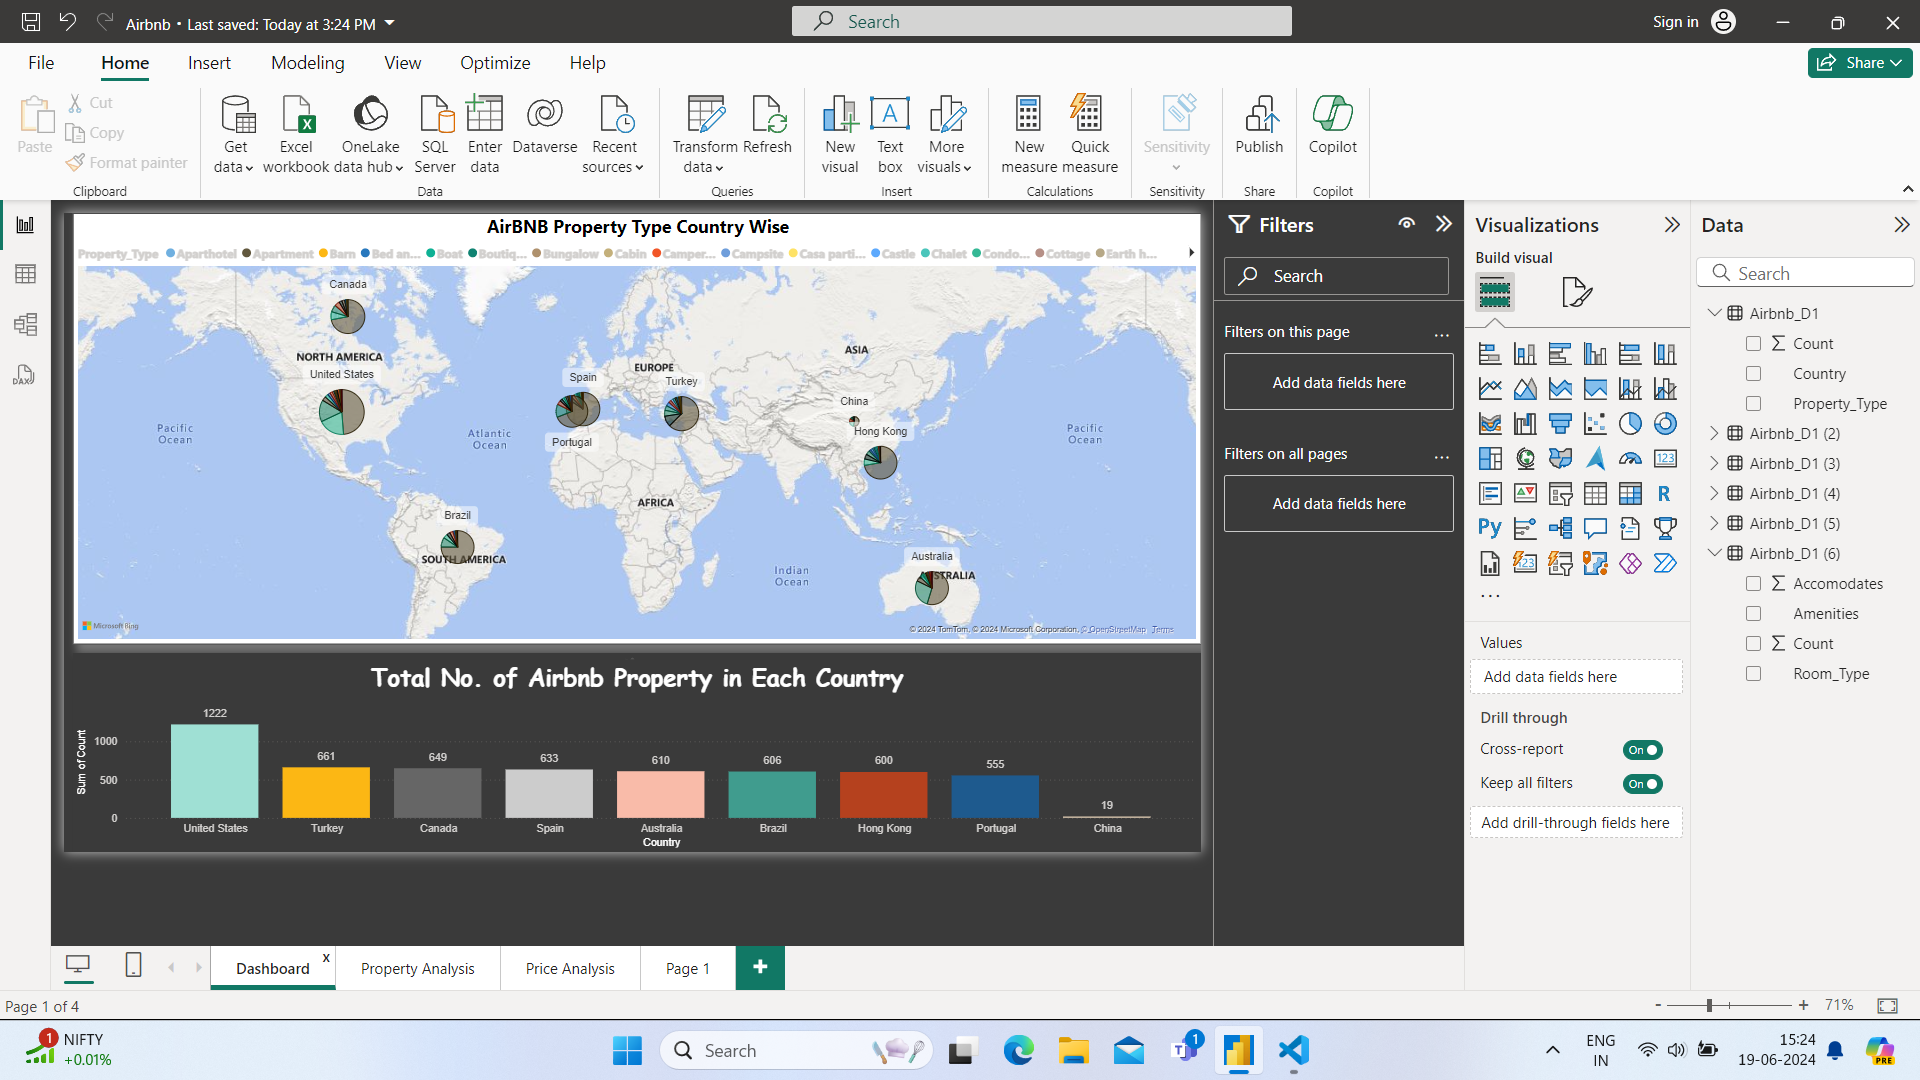 Airbnb • Last saved: Today at 3:24 PM
Search
Sign in
File
Home
Insert
Modeling
View
Optimize
Help
Share
Paste
Cut
Copy
Format painter
Clipboard
Get data
Excel workbook
OneLake data hub
SQL Server
Enter data
Dataverse
Recent sources
Data
Transform data
Refresh
Queries
New visual
Text box
More visuals
Insert
New measure
Quick measure
Calculations
Sensitivity
Sensitivity
Publish
Share
Copilot
Copilot
AirBNB Property Type Country Wise
Property_Type Aparthotel Apartment Barn Bed an... Boat Boutiq... Bungalow Cabin Camper... Campsite Casa parti... Castle Chalet Condo... Cottage Earth h...
Canada
NORTH AMERICA
United States
Pacific Ocean
Atlantic Ocean
Spain
Portugal
EUROPE
Turkey
ASIA
China
Hong Kong
Pacific Ocean
AFRICA
Brazil
SOUTH AMERICA
Indian Ocean
Australia
AUSTRALIA
Microsoft Bing
© 2024 TomTom, © 2024 Microsoft Corporation, © OpenStreetMap Terms
Total No. of Airbnb Property in Each Country
Sum of Count
1000
500
0
1222
661
649
633
610
606
600
555
19
United States
Turkey
Canada
Spain
Australia
Brazil
Hong Kong
Portugal
China
Country
Filters
Search
Filters on this page
...
Add data fields here
Filters on all pages
...
Add data fields here
Visualizations
Build visual
123
R
Py
123
...
Values
Add data fields here
Drill through
Cross-report
On
Keep all filters
On
Add drill-through fields here
Data
Search
Airbnb_D1
Σ Count
Country
Property_Type
Airbnb_D1 (2)
Airbnb_D1 (3)
Airbnb_D1 (4)
Airbnb_D1 (5)
Airbnb_D1 (6)
Σ Accomodates
Amenities
Σ Count
Room_Type
DAX
Dashboard
x
Property Analysis
Price Analysis
Page 1
+
Page 1 of 4
- + 71%
1
NIFTY
+0.01%
Search
1
ENG
IN
15:24
19-06-2024
PRE